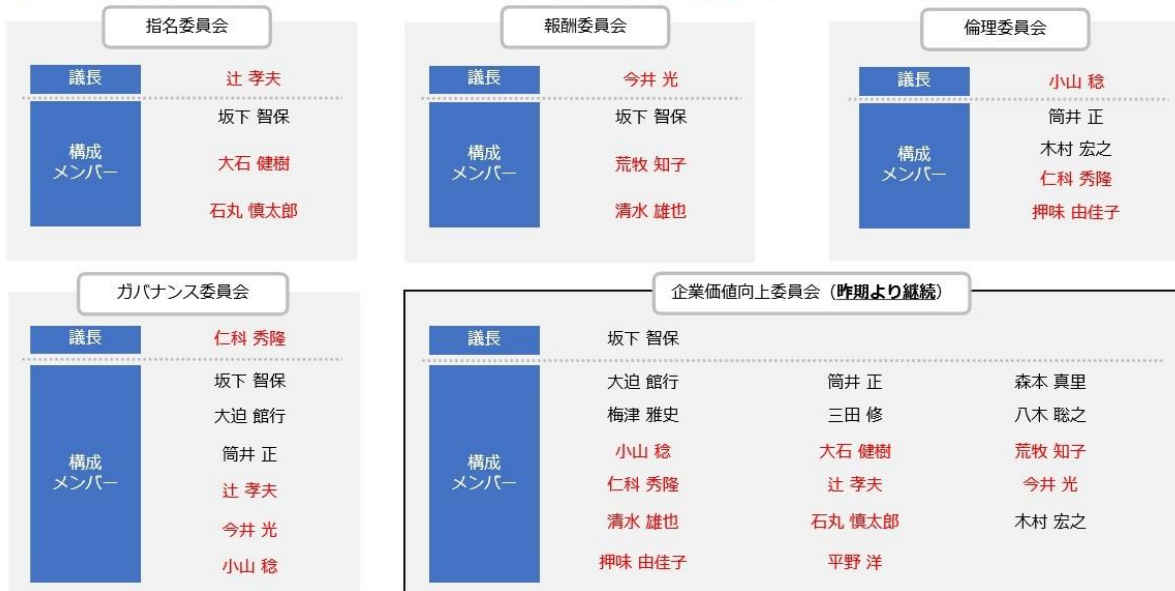 指名委員会
議長
辻 孝夫
構成
メンバー
坂下 智保
大石 健樹
石丸 慎太郎
報酬委員会
議長
今井 光
構成
メンバー
坂下 智保
荒牧 知子
清水 雄也
倫理委員会
議長
小山 稔
構成
メンバー
筒井 正
木村 宏之
仁科 秀隆
押味 由佳子
ガバナンス委員会
議長
仁科 秀隆
構成
メンバー
坂下 智保
大迫 館行
筒井 正
辻 孝夫
今井 光
小山 稔
企業価値向上委員会（昨期より継続）
議長
坂下 智保
構成
メンバー
大迫 館行 筒井 正 森本 真里
梅津 雅史 三田 修 八木 聡之
小山 稔 大石 健樹 荒牧 知子
仁科 秀隆 辻 孝夫 今井 光
清水 雄也 石丸 慎太郎 木村 宏之
押味 由佳子 平野 洋